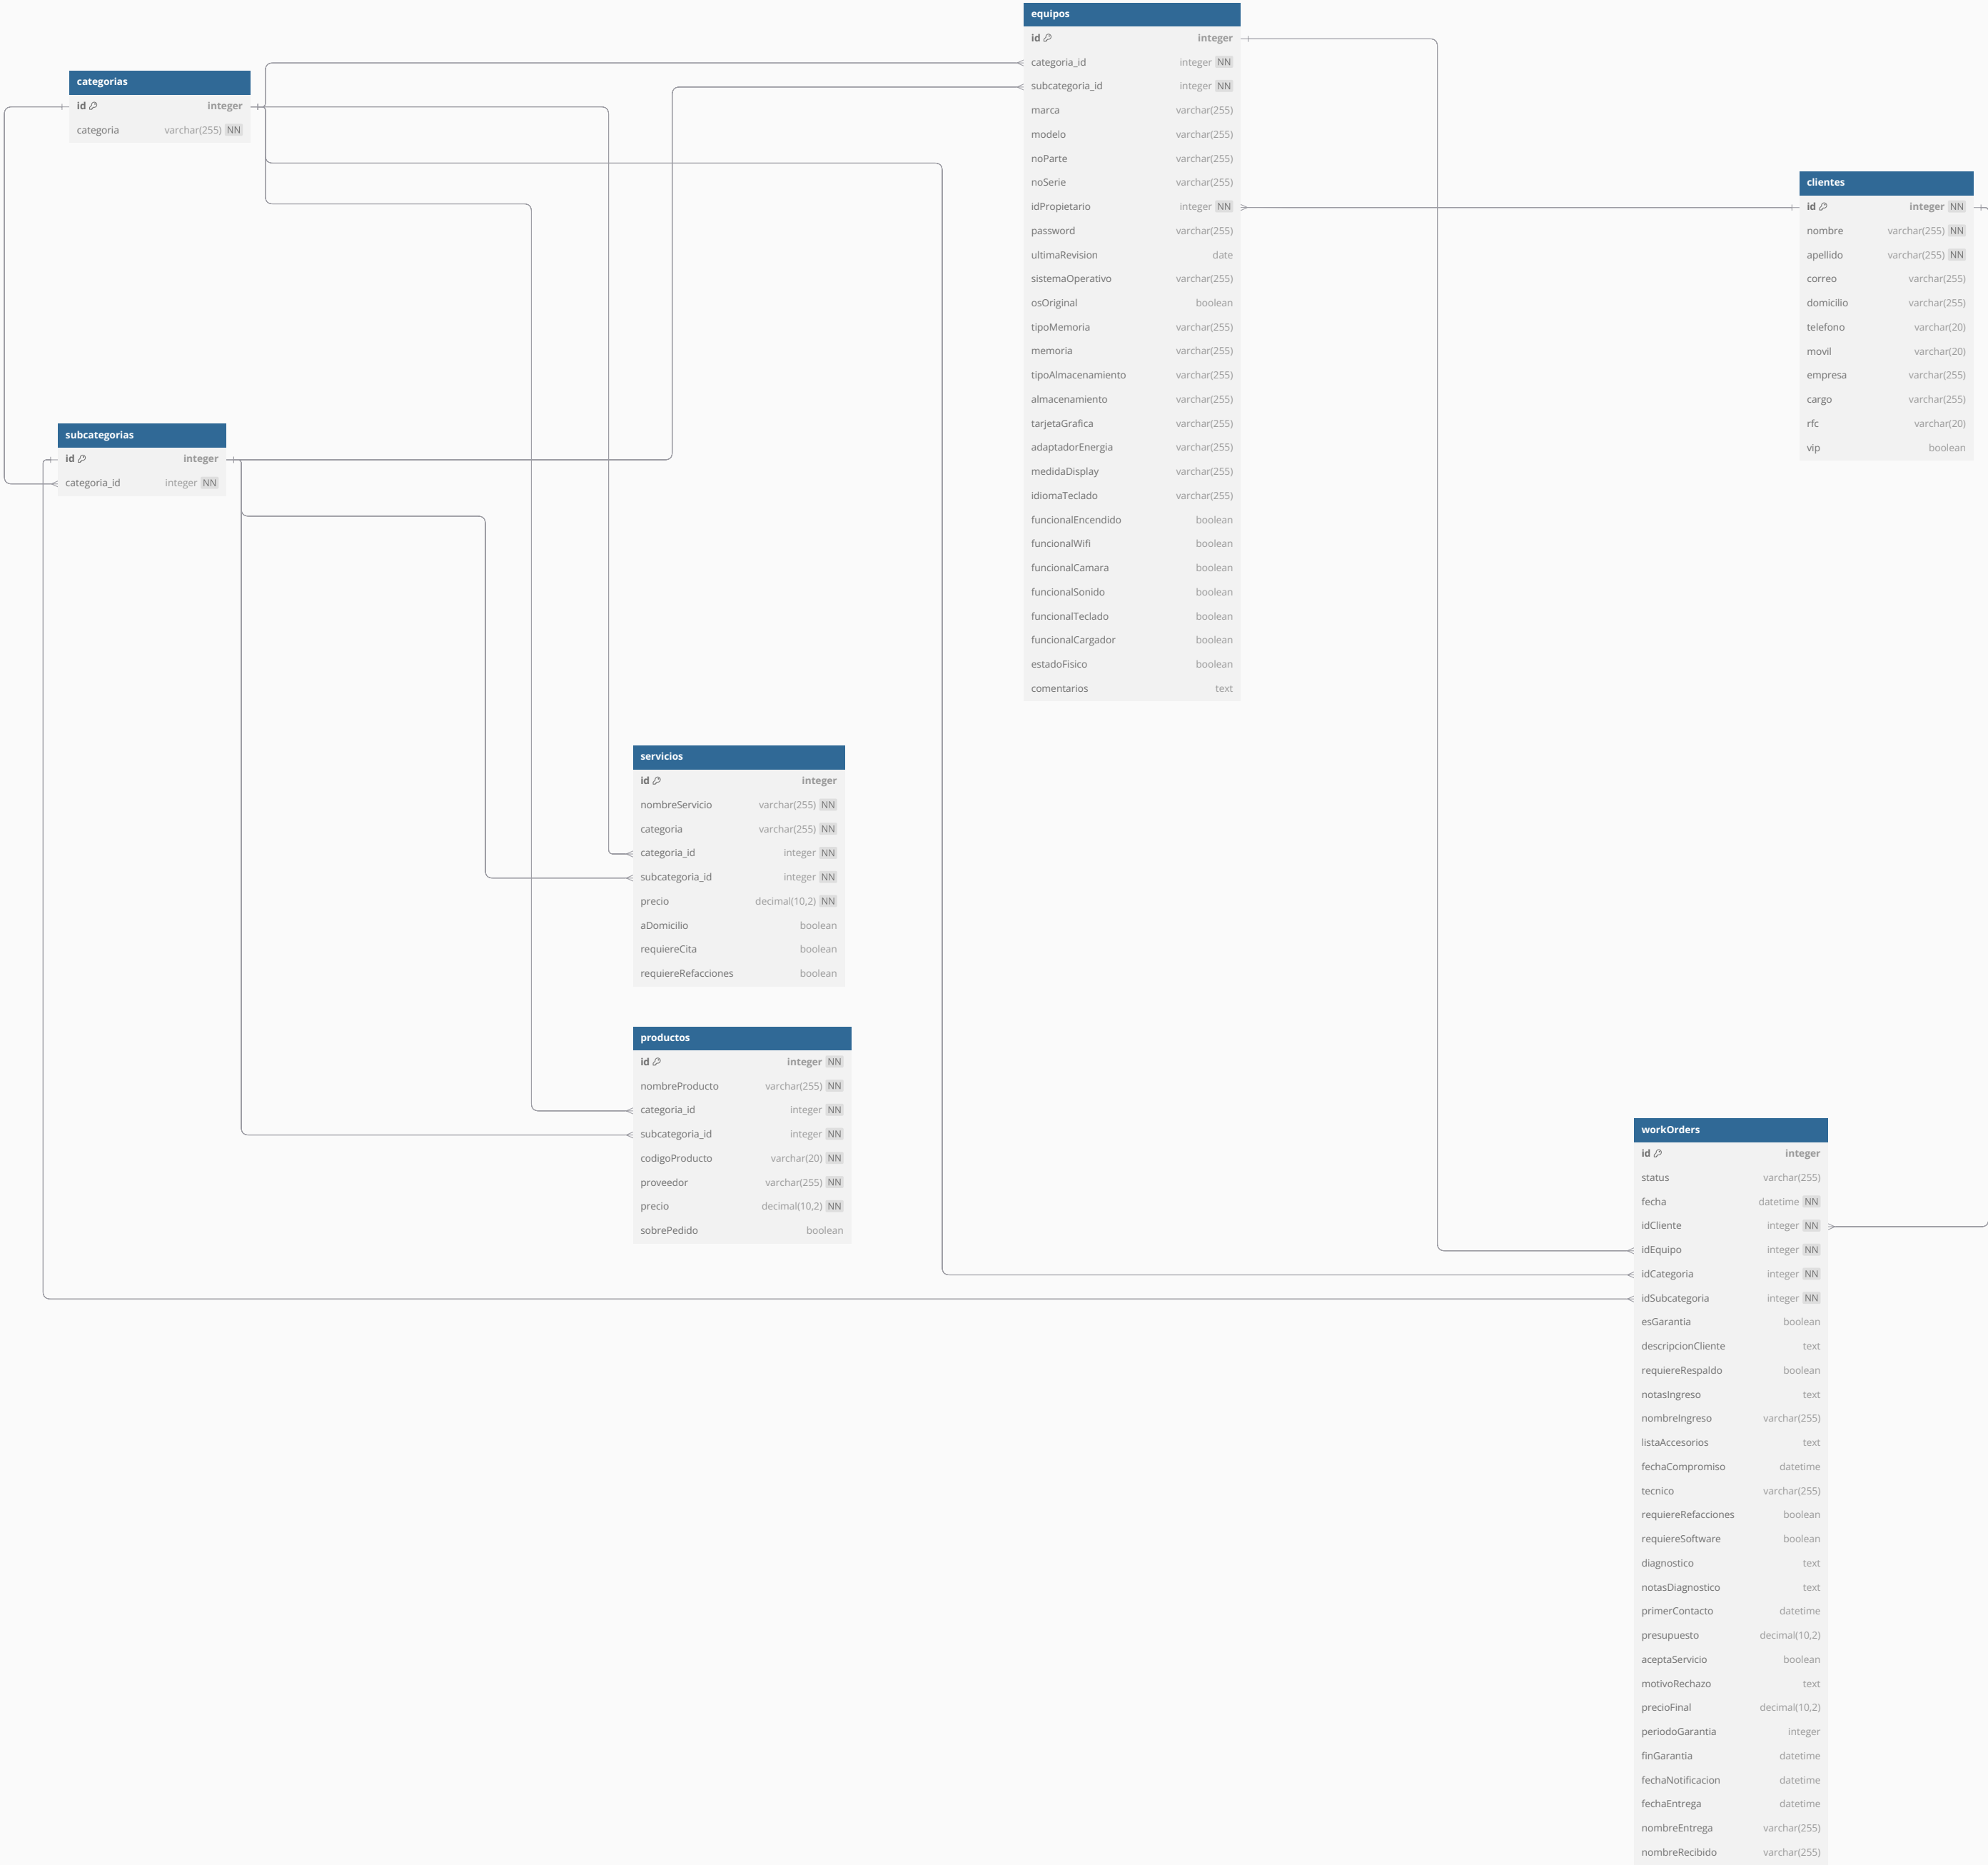 categorias
id integer
categoria varchar(255) NN
subcategorias
id integer
categoria_id integer NN
equipos
id integer
categoria_id integer NN
subcategoria_id integer NN
marca varchar(255)
modelo varchar(255)
noParte varchar(255)
noSerie varchar(255)
idPropietario integer NN
password varchar(255)
ultimaRevision date
sistemaOperativo varchar(255)
osOriginal boolean
tipoMemoria varchar(255)
memoria varchar(255)
tipoAlmacenamiento varchar(255)
almacenamiento varchar(255)
tarjetaGrafica varchar(255)
adaptadorEnergia varchar(255)
medidaDisplay varchar(255)
idiomaTeclado varchar(255)
funcionalEncendido boolean
funcionalWifi boolean
funcionalCamara boolean
funcionalSonido boolean
funcionalTeclado boolean
funcionalCargador boolean
estadoFisico boolean
comentarios text
clientes
id integer NN
nombre varchar(255) NN
apellido varchar(255) NN
correo varchar(255)
domicilio varchar(255)
telefono varchar(20)
movil varchar(20)
empresa varchar(255)
cargo varchar(255)
rfc varchar(20)
vip boolean
servicios
id integer
nombreServicio varchar(255) NN
categoria varchar(255) NN
categoria_id integer NN
subcategoria_id integer NN
precio decimal(10,2) NN
aDomicilio boolean
requiereCita boolean
requiereRefacciones boolean
productos
id integer NN
nombreProducto varchar(255) NN
categoria_id integer NN
subcategoria_id integer NN
codigoProducto varchar(20) NN
proveedor varchar(255) NN
precio decimal(10,2) NN
sobrePedido boolean
workOrders
id integer
status varchar(255)
fecha datetime NN
idCliente integer NN
idEquipo integer NN
idCategoria integer NN
idSubcategoria integer NN
esGarantia boolean
descripcionCliente text
requiereRespaldo boolean
notasIngreso text
nombreIngreso varchar(255)
listaAccesorios text
fechaCompromiso datetime
tecnico varchar(255)
requiereRefacciones boolean
requiereSoftware boolean
diagnostico text
notasDiagnostico text
primerContacto datetime
presupuesto decimal(10,2)
aceptaServicio boolean
motivoRechazo text
precioFinal decimal(10,2)
periodoGarantia integer
finGarantia datetime
fechaNotificacion datetime
fechaEntrega datetime
nombreEntrega varchar(255)
nombreRecibido varchar(255)